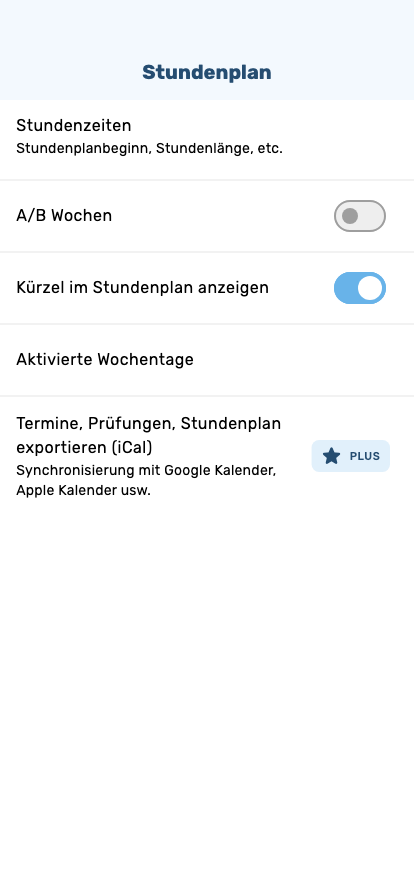 Stundenplan
Stundenzeiten
Stundenplanbeginn, Stundenlänge, etc.
A/B Wochen
Kürzel im Stundenplan anzeigen
Aktivierte Wochentage
Termine, Prüfungen, Stundenplan
exportieren (iCal)
Synchronisierung mit Google Kalender,
Apple Kalender usw.
PLUS